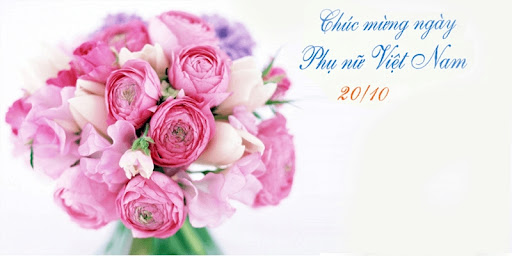 Chúc mừng ngày
Phụ nữ Việt Nam
20/10